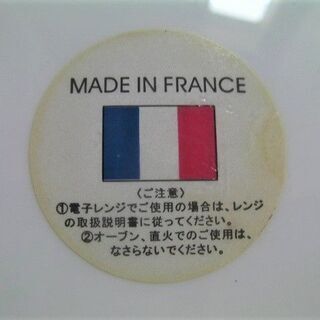 MADE IN FRANCE
〈ご注意〉
①電子レンジでご使用の場合は、レンジ
の取扱説明書に従ってください。
②オーブン、直火でのご使用は、
なさらないでください。